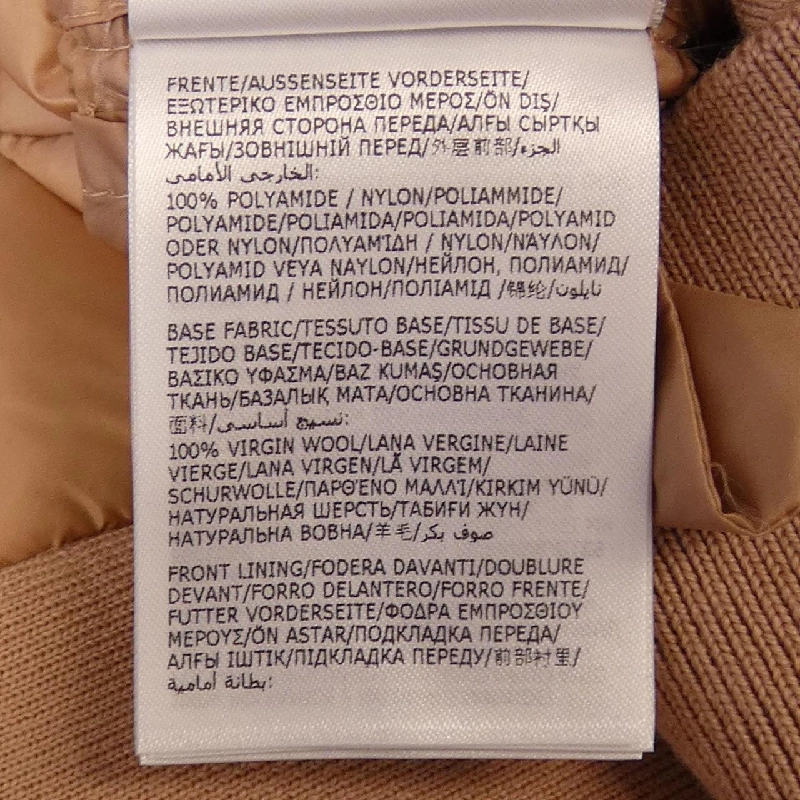 FRENTE/AUSSENSEITE VORDERSEITE/
ΕΞΩΤΕΡΙΚΟ ΕΜΠΡΟΣΘΙΟ ΜΕΡΟΣ/ÖN DIŞ/
ВНЕШНЯЯ СТОРОНА ПЕРЕДА/АЛҒЫ СЫРТҚЫ
ЖАҒЫ/ЗОВНІШНІЙ ПЕРЕД/外层前部/الجزء
الخارجي الأمامي:
100% POLYAMIDE / NYLON/POLIAMMIDE/
POLYAMIDE/POLIAMIDA/POLIAMIDA/POLYAMID
ODER NYLON/ΠΟΛΥΑΜΊΔΗ / NYLON/ΝΆΥΛΟΝ/
POLYAMID VEYA NAYLON/НЕЙЛОН, ПОЛИАМИД/
ПОЛИАМИД / НЕЙЛОН/ПОЛІАМІД /锦纶/نايلون
BASE FABRIC/TESSUTO BASE/TISSU DE BASE/
TEJIDO BASE/TECIDO-BASE/GRUNDGEWEBE/
ΒΑΣΙΚΟ ΥΦΑΣΜΑ/BAZ KUMAŞ/ОСНОВНАЯ
ТКАНЬ/БАЗАЛЫҚ МАТА/ОСНОВНА ТКАНИНА/
面料/نسيج أساسي:
100% VIRGIN WOOL/LANA VERGINE/LAINE
VIERGE/LANA VIRGEN/LÃ VIRGEM/
SCHURWOLLE/ΠΑΡΘΈΝΟ ΜΑΛΛΊ/KIRKIM YÜNÜ/
НАТУРАЛЬНАЯ ШЕРСТЬ/ТАБИҒИ ЖҮН/
НАТУРАЛЬНА ВОВНА/羊毛/صوف بكر
FRONT LINING/FODERA DAVANTI/DOUBLURE
DEVANT/FORRO DELANTERO/FORRO FRENTE/
FUTTER VORDERSEITE/ΦΟΔΡΑ ΕΜΠΡΟΣΘΙΟΥ
ΜΕΡΟΥΣ/ÖN ASTAR/ПОДКЛАДКА ПЕРЕДА/
АЛҒЫ ІШТІК/ПІДКЛАДКА ПЕРЕДУ/前部衬里/
بطانة أمامية: